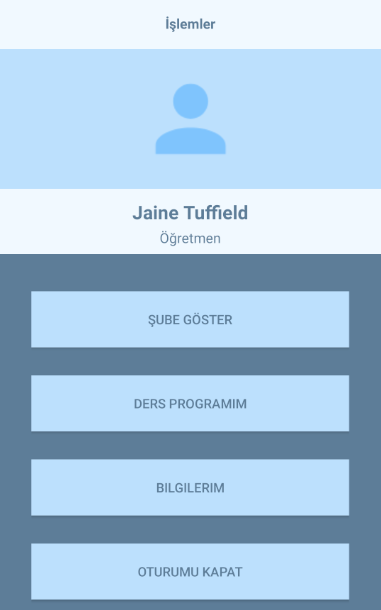 İşlemler
Jaine Tuffield
Öğretmen
ŞUBE GÖSTER
DERS PROGRAMIM
BILGILERIM
OTURUMU KAPAT